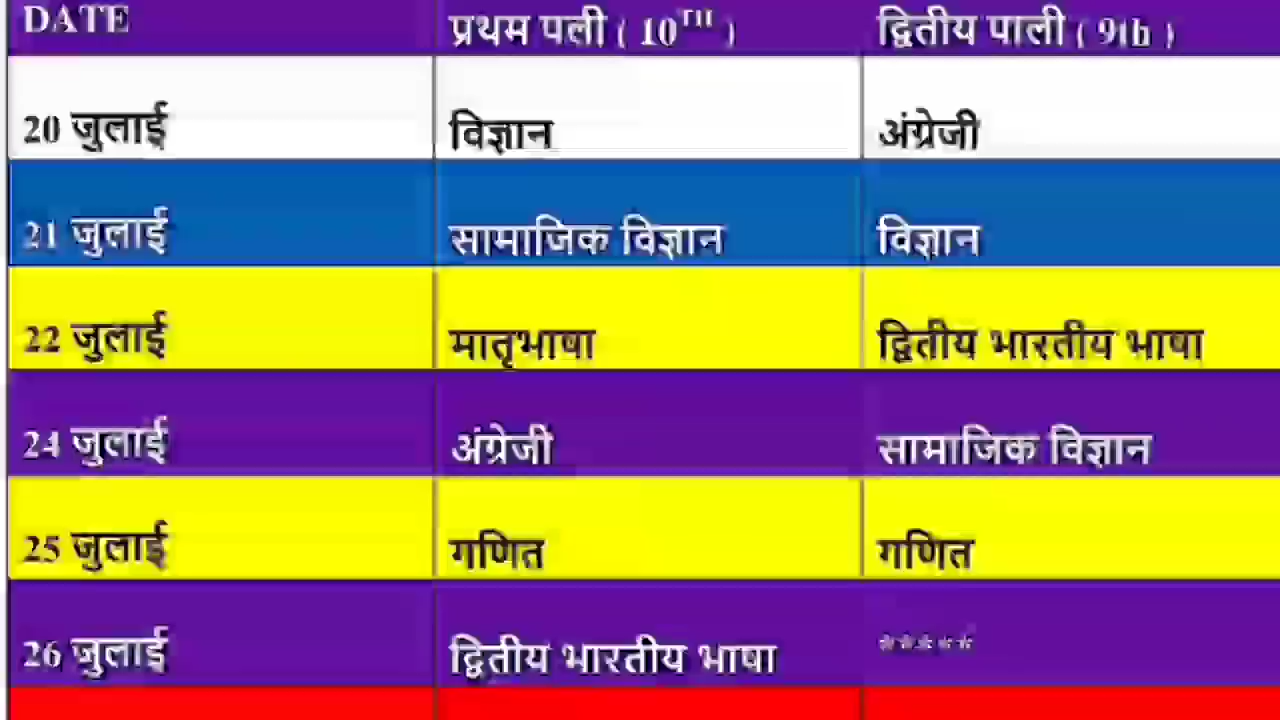 DATE प्रथम पली ( 10TH ) द्वितीय पाली ( 9th )
20 जुलाई विज्ञान अंग्रेजी
21 जुलाई सामाजिक विज्ञान विज्ञान
22 जुलाई मातृभाषा द्वितीय भारतीय भाषा
24 जुलाई अंग्रेजी सामाजिक विज्ञान
25 जुलाई गणित गणित
26 जुलाई द्वितीय भारतीय भाषा *****